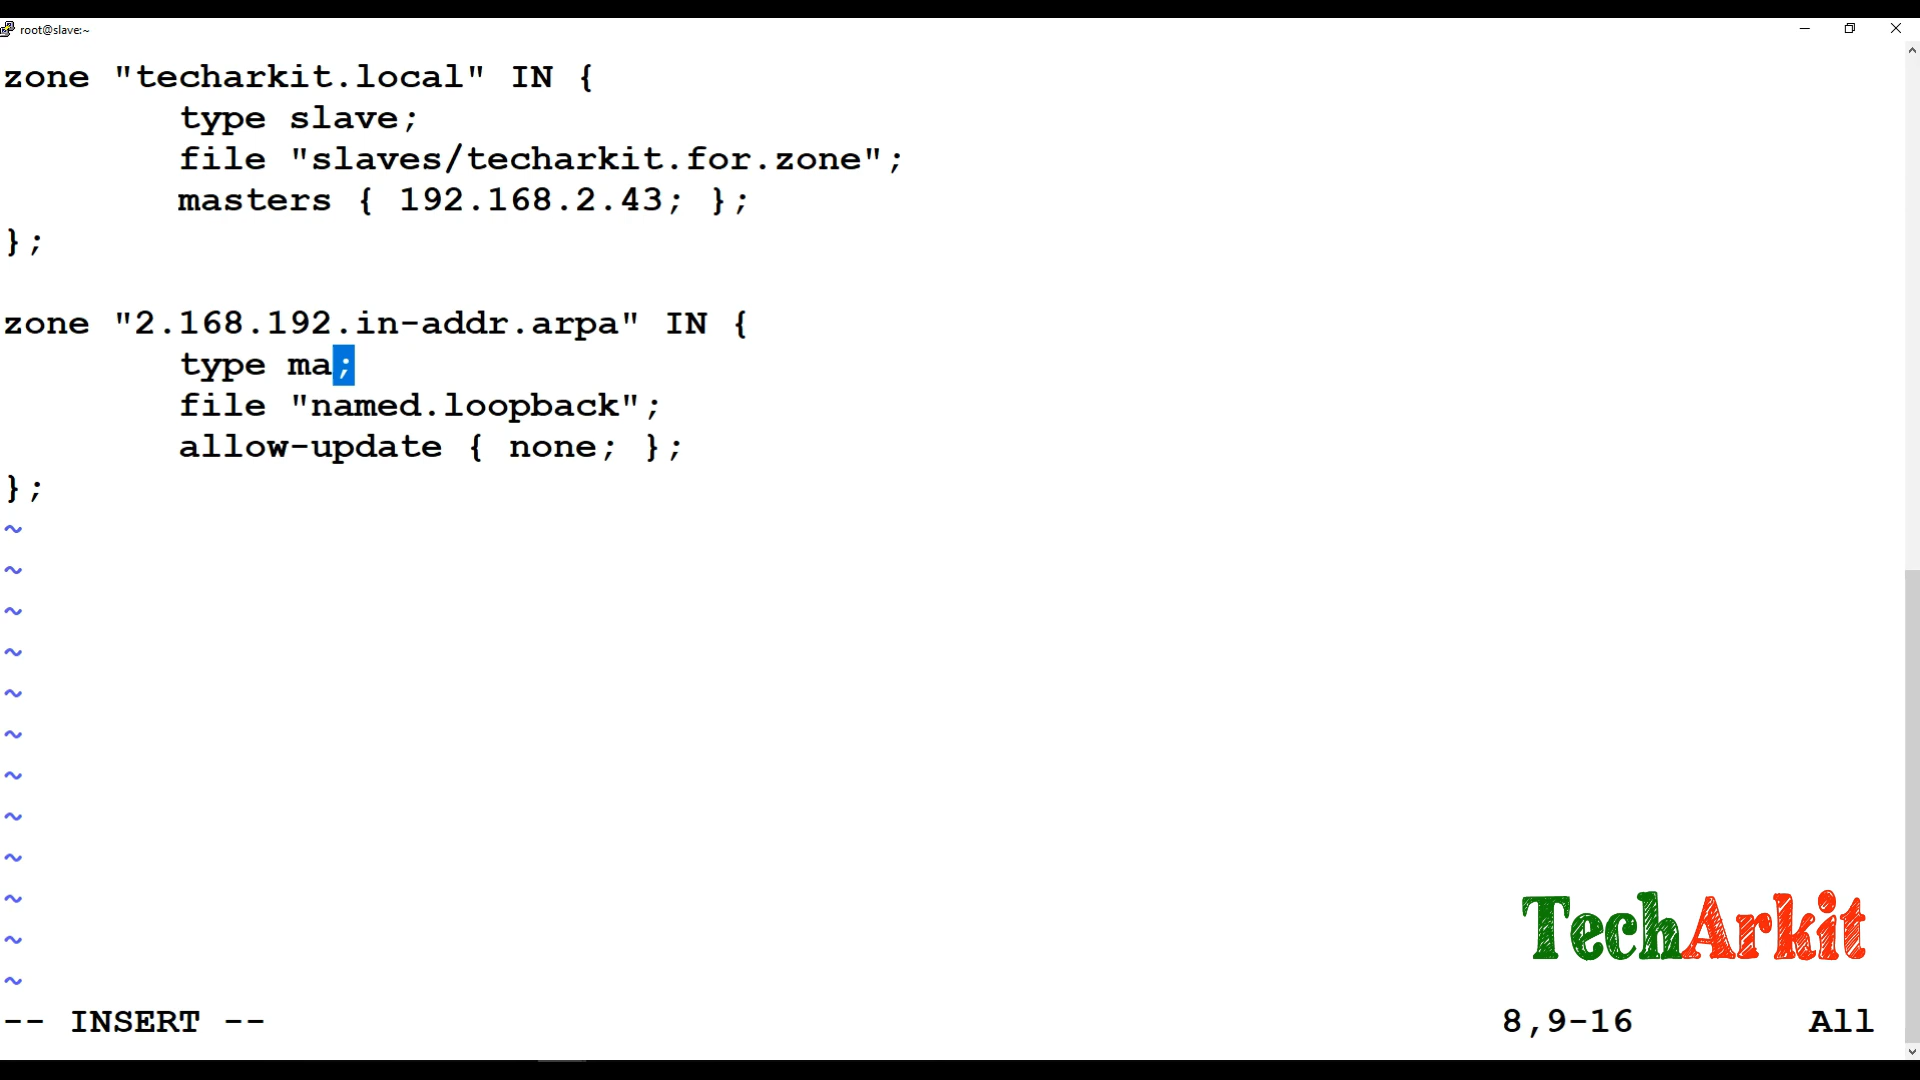 root@slave:~
zone "techarkit.local" IN {
        type slave;
        file "slaves/techarkit.for.zone";
        masters { 192.168.2.43; };
};

zone "2.168.192.in-addr.arpa" IN {
        type ma;
        file "named.loopback";
        allow-update { none; };
};
~
~
~
~
~
~
~
~
~
~
~
~
TechArkit
-- INSERT -- 8,9-16 All